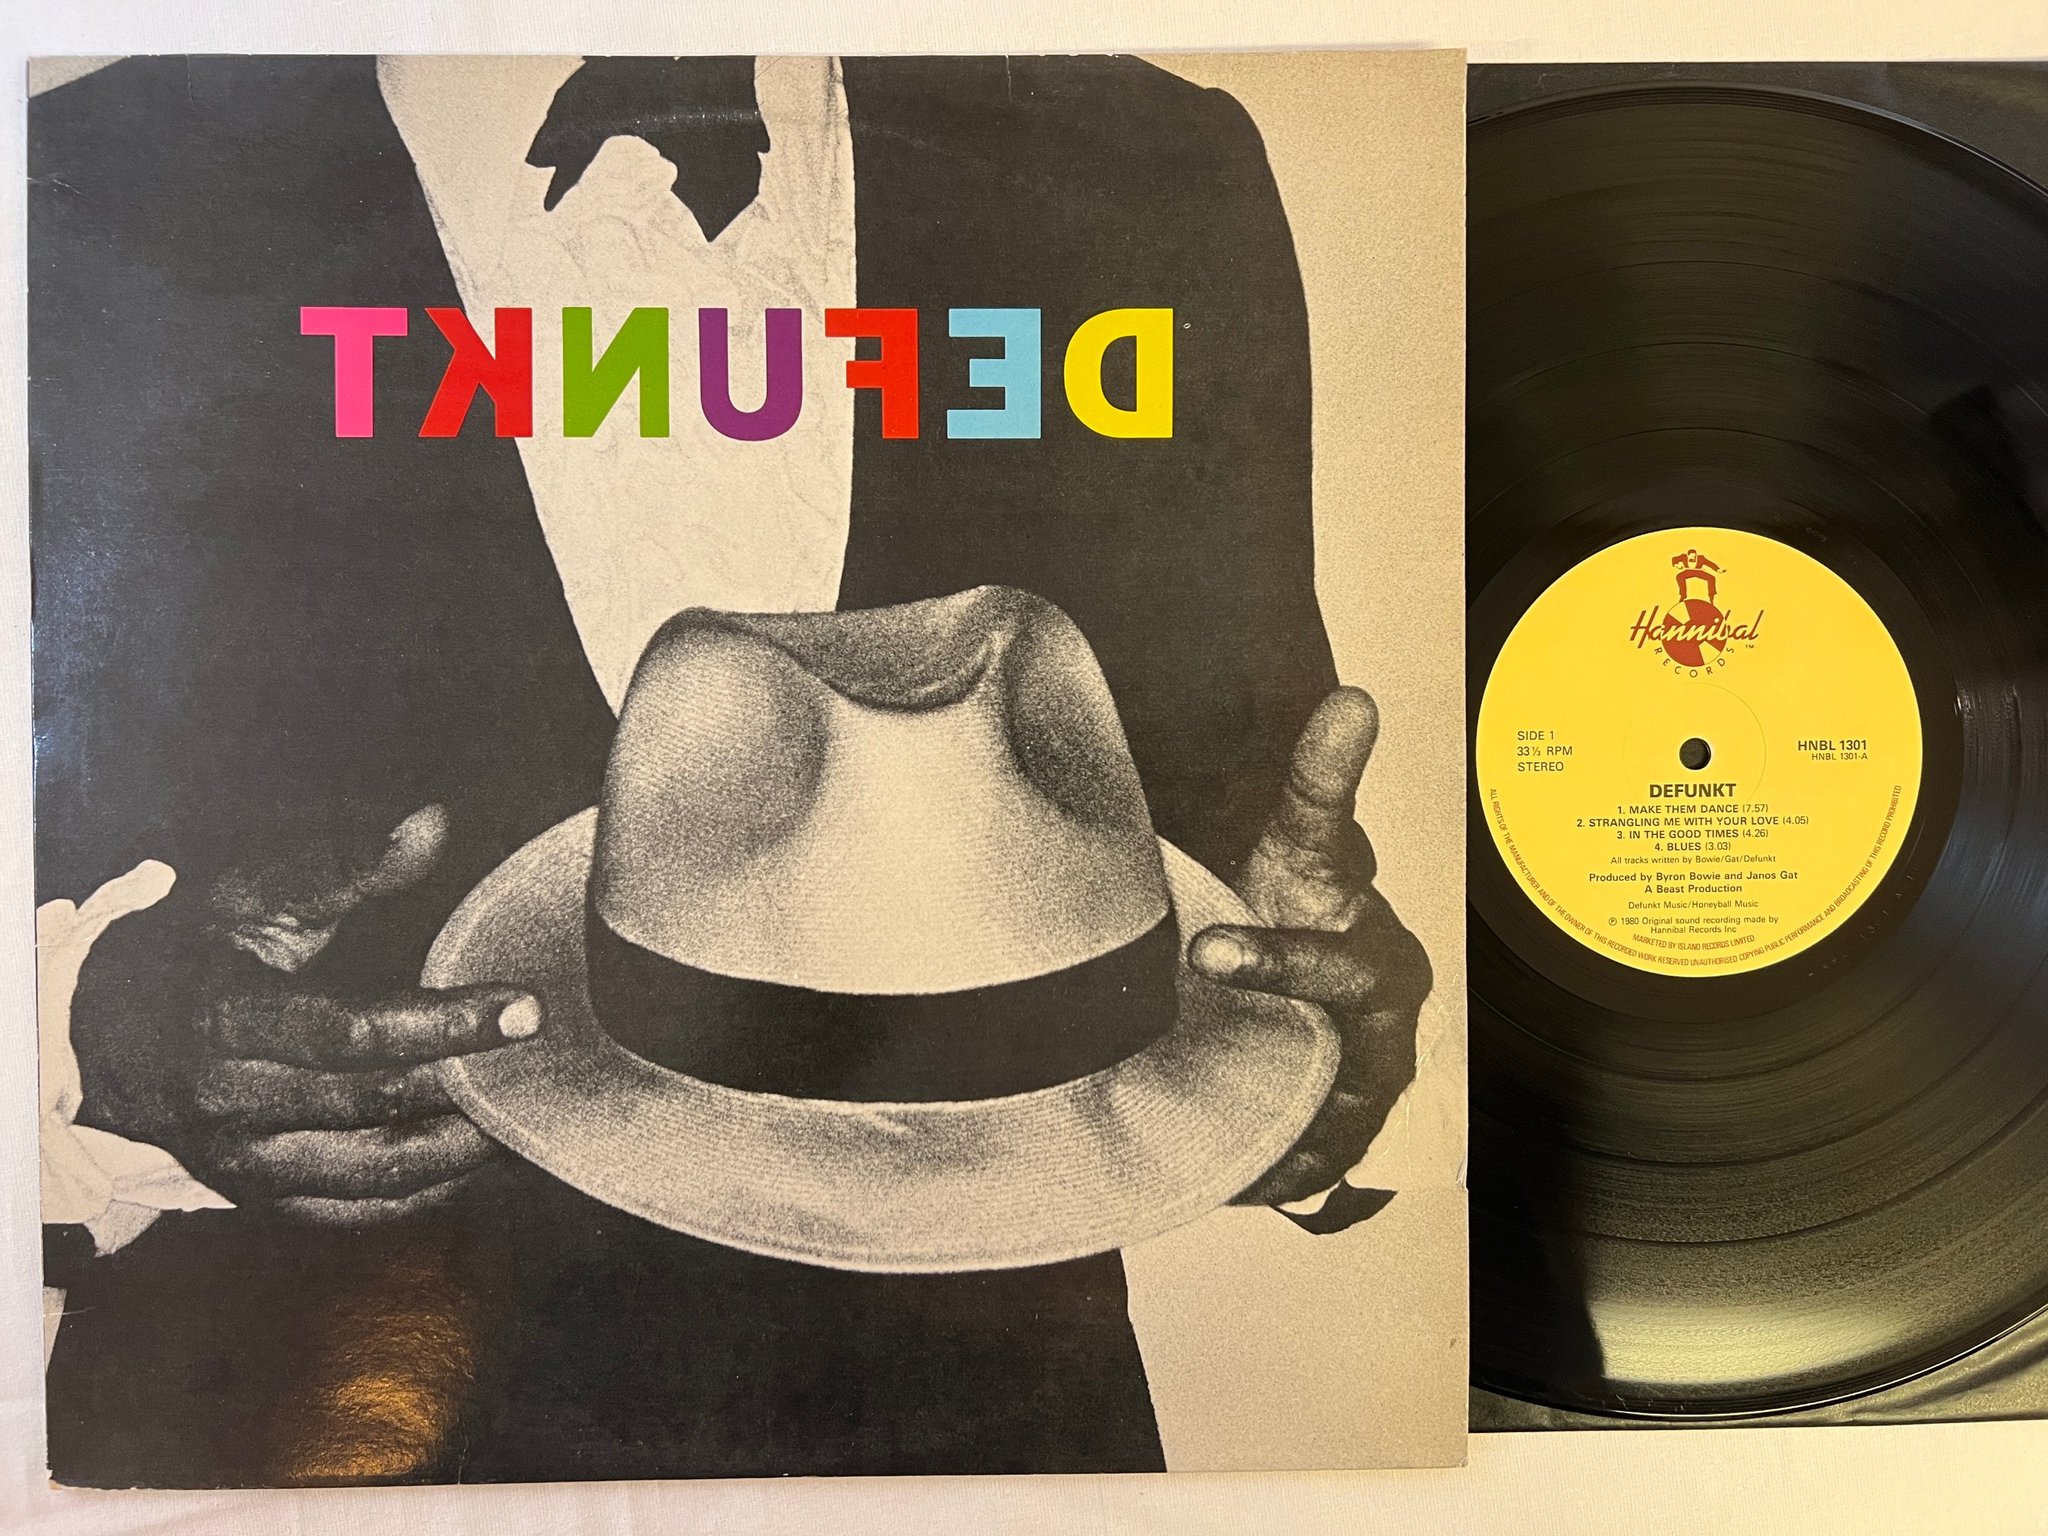 DEFUNKT
Hannibal
RECORDS ™
SIDE 1
33⅓ RPM
STEREO
HNBL 1301
HNBL 1301-A
DEFUNKT
1. MAKE THEM DANCE (7.57)
2. STRANGLING ME WITH YOUR LOVE (4.05)
3. IN THE GOOD TIMES (4.26)
4. BLUES (3.03)
All tracks written by Bowie/Gat/Defunkt
Produced by Byron Bowie and Janos Gat
A Beast Production
Defunkt Music/Honeyball Music
℗ 1980 Original sound recording made by
Hannibal Records Inc
MARKETED BY ISLAND RECORDS LIMITED
ALL RIGHTS OF THE MANUFACTURER AND OF THE OWNER OF THIS RECORDED WORK RESERVED UNAUTHORISED COPYING PUBLIC PERFORMANCE AND BROADCASTING OF THIS RECORD PROHIBITED